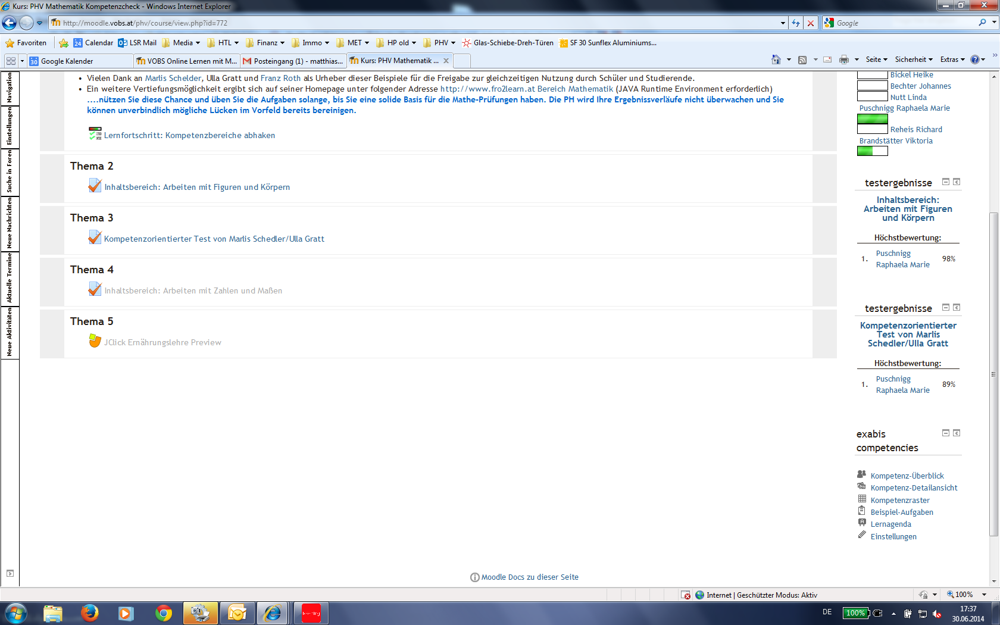 Kurs: PHV Mathematik Kompetenzcheck - Windows Internet Explorer
http://moodle.vobs.at/phv/course/view.php?id=772
Google
Favoriten
24
Calendar
LSR Mail
Media
HTL
Finanz
Immo
MET
HP old
PHV
Glas-Schiebe-Dreh-Türen
SF 30 Sunflex Aluminiums...
30
Google Kalender
VOBS Online Lernen mit M...
Posteingang (1) - matthias...
Kurs: PHV Mathematik ...
Seite
Sicherheit
Extras
Navigation
Einstellungen
Suche in Foren
Neue Nachrichten
Aktuelle Termine
Neue Aktivitäten
• Vielen Dank an Marlis Schelder, Ulla Gratt und Franz Roth als Urheber dieser Beispiele für die Freigabe zur gleichzeitigen Nutzung durch Schüler und Studierende.
• Ein weitere Vertiefungsmöglichkeit ergibt sich auf seiner Homepage unter folgender Adresse http://www.fro2learn.at Bereich Mathematik (JAVA Runtime Environment erforderlich)
....nützen Sie diese Chance und üben Sie die Aufgaben solange, bis Sie eine solide Basis für die Mathe-Prüfungen haben. Die PH wird Ihre Ergebnissverläufe nicht überwachen und Sie
können unverbindlich mögliche Lücken im Vorfeld bereits bereinigen.
Lernfortschritt: Kompetenzbereiche abhaken
Thema 2
Inhaltsbereich: Arbeiten mit Figuren und Körpern
Thema 3
Kompetenzorientierter Test von Marlis Schedler/Ulla Gratt
Thema 4
Inhaltsbereich: Arbeiten mit Zahlen und Maßen
Thema 5
JClick Ernährungslehre Preview
Bickel Heike
Bechter Johannes
Nutt Linda
Puschnigg Raphaela Marie
Reheis Richard
Brandstätter Viktoria
testergebnisse
Inhaltsbereich:
Arbeiten mit Figuren
und Körpern
Höchstbewertung:
1. Puschnigg
Raphaela Marie 98%
testergebnisse
Kompetenzorientierter
Test von Marlis
Schedler/Ulla Gratt
Höchstbewertung:
1. Puschnigg
Raphaela Marie 89%
exabis
competencies
Kompetenz-Überblick
Kompetenz-Detailansicht
Kompetenzraster
Beispiel-Aufgaben
Lernagenda
Einstellungen
Moodle Docs zu dieser Seite
Internet | Geschützter Modus: Aktiv
100%
DE
100%
17:37
30.06.2014